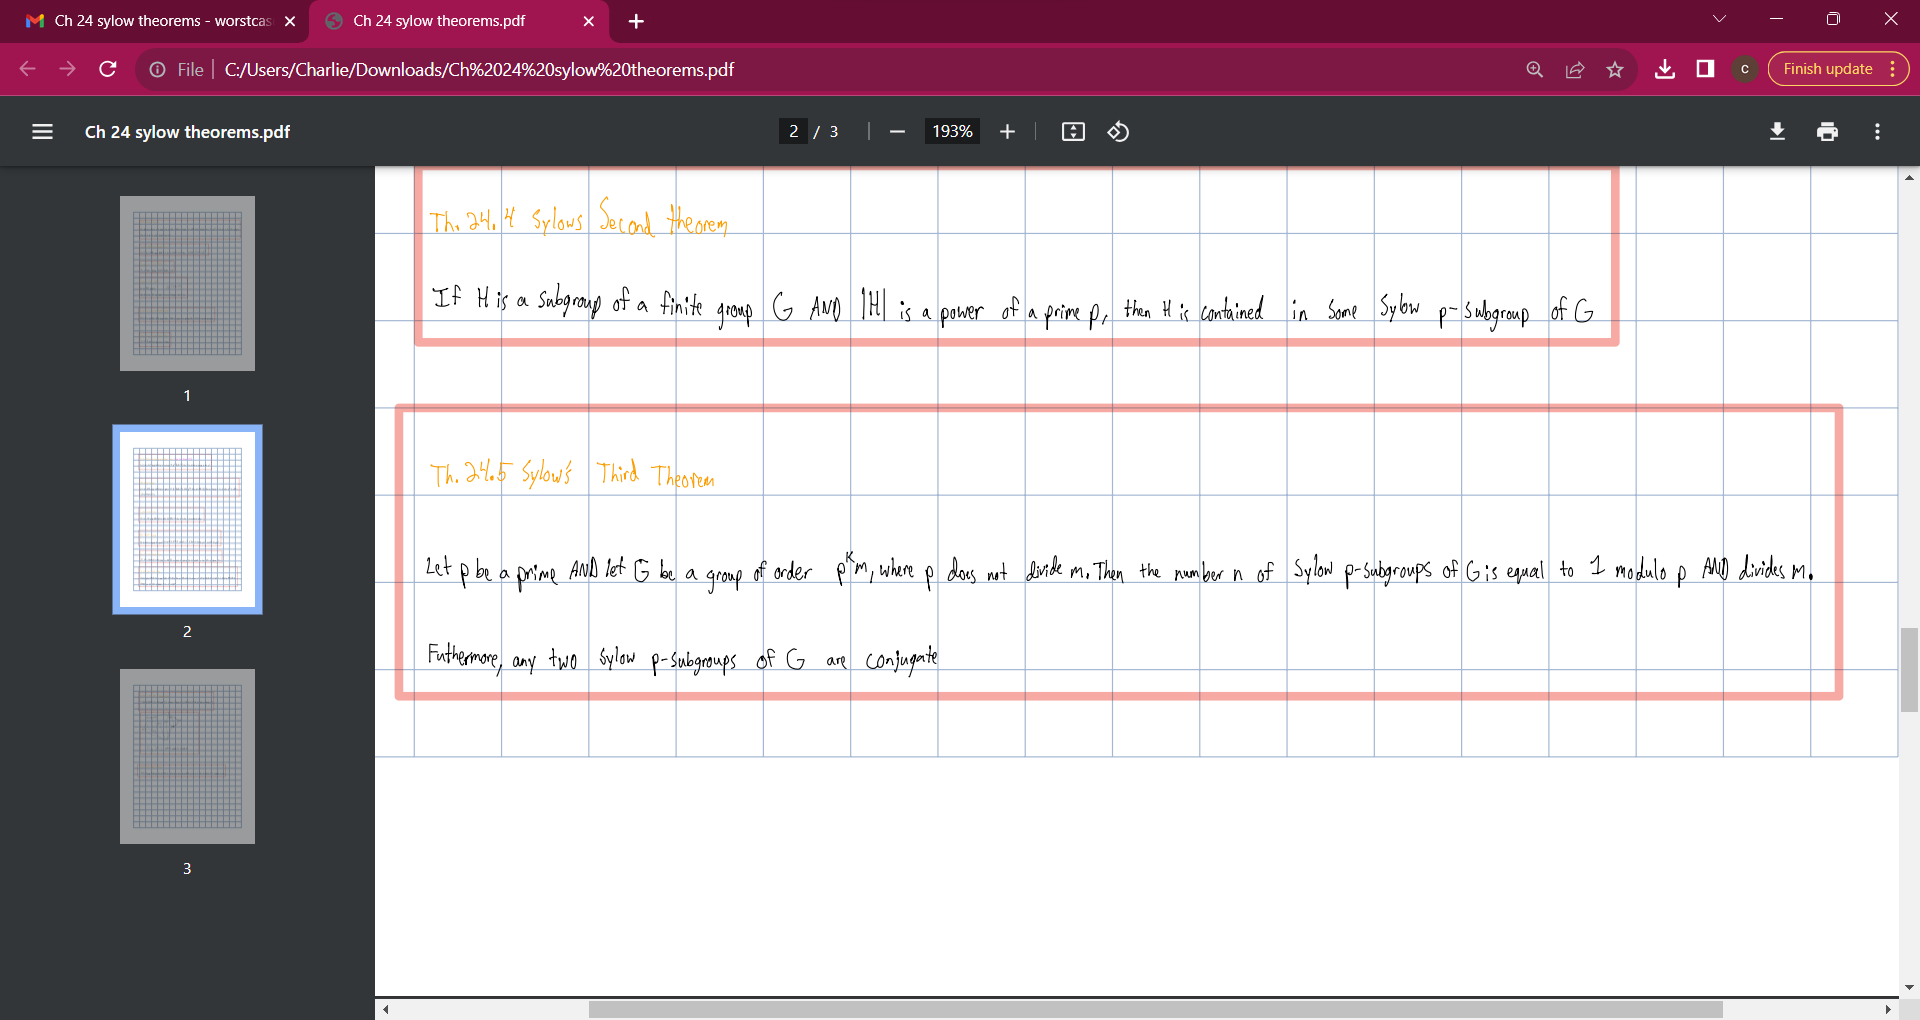 Ch 24 sylow theorems - worstcas
Ch 24 sylow theorems.pdf
File
C:/Users/Charlie/Downloads/Ch%2024%20sylow%20theorems.pdf
C
Finish update
Ch 24 sylow theorems.pdf
2 / 3
193%
1
2
3
Th. 24.4 Sylows Second theorem
If H is a subgroup of a finite group G AND |H| is a power of a prime p, then H is contained in some Sylow p-subgroup of G
Th. 24.5 Sylow's Third Theorem
Let p be a prime AND let G be a group of order p^k m, where p does not divide m. Then the number n of Sylow p-subgroups of G is equal to 1 modulo p AND divides m.
Futhermore, any two Sylow p-subgroups of G are conjugate